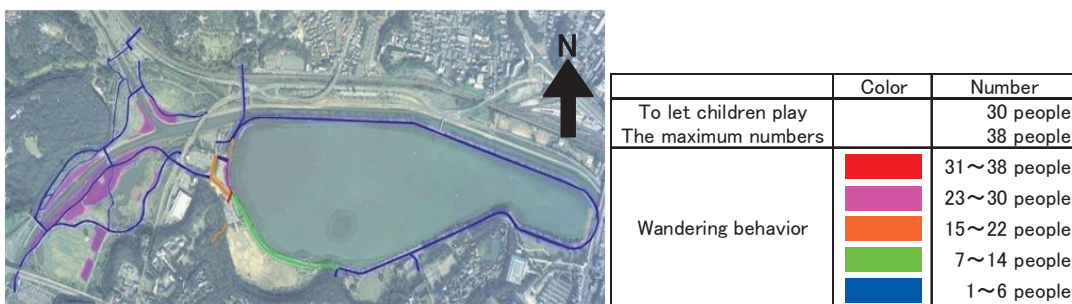 N
Color Number
To let children play 30 people
The maximum numbers 38 people
31～38 people
23～30 people
Wandering behavior 15～22 people
7～14 people
1～6 people